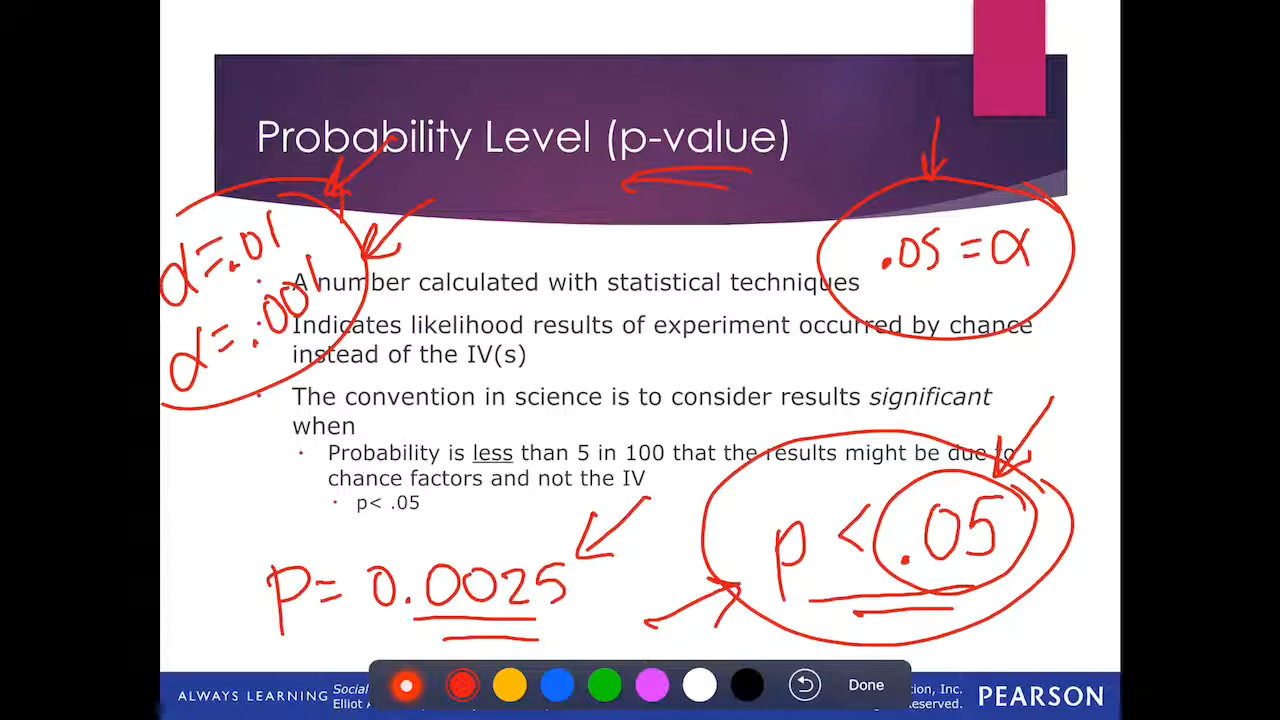 Probability Level (p-value)
.05 = α
α = .01
α = .001
A number calculated with statistical techniques
Indicates likelihood results of experiment occurred by chance
instead of the IV(s)
The convention in science is to consider results significant
when
Probability is less than 5 in 100 that the results might be due to
chance factors and not the IV
p< .05
p < .05
P = 0.0025
ALWAYS LEARNING
Social
Elliot A
Done
Inc.
Reserved.
PEARSON